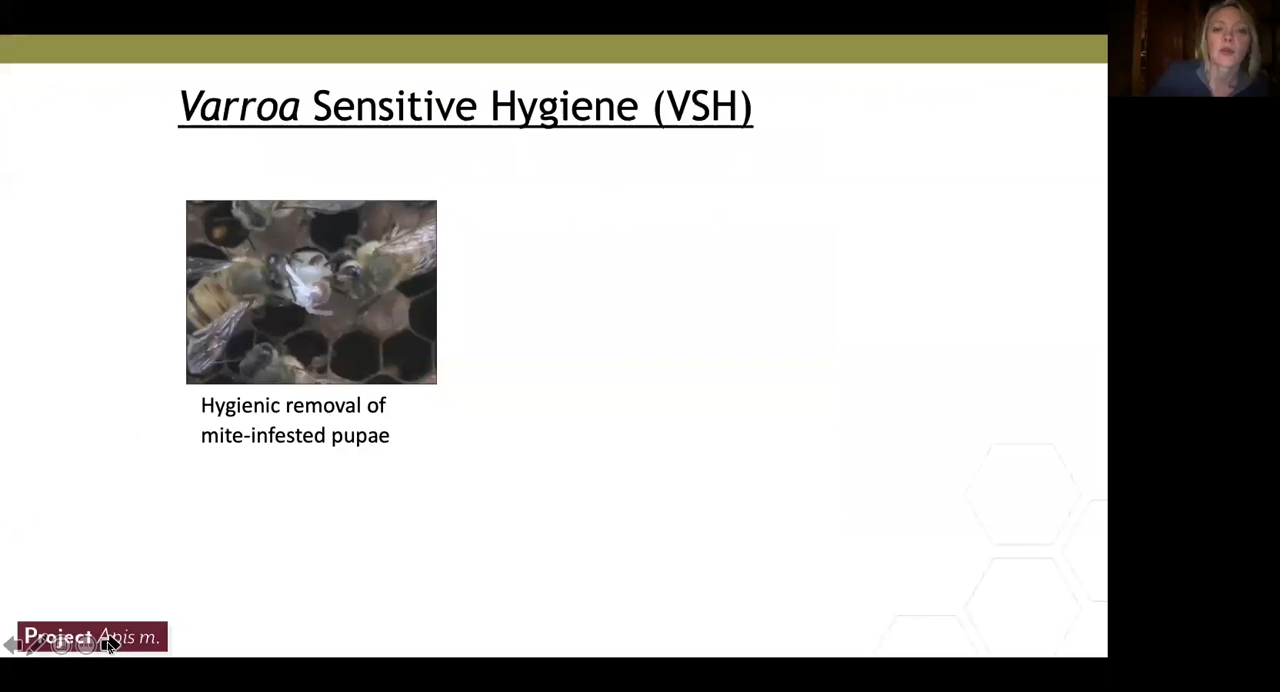 Varroa Sensitive Hygiene (VSH)
Hygienic removal of
mite-infested pupae
Project Apis m.